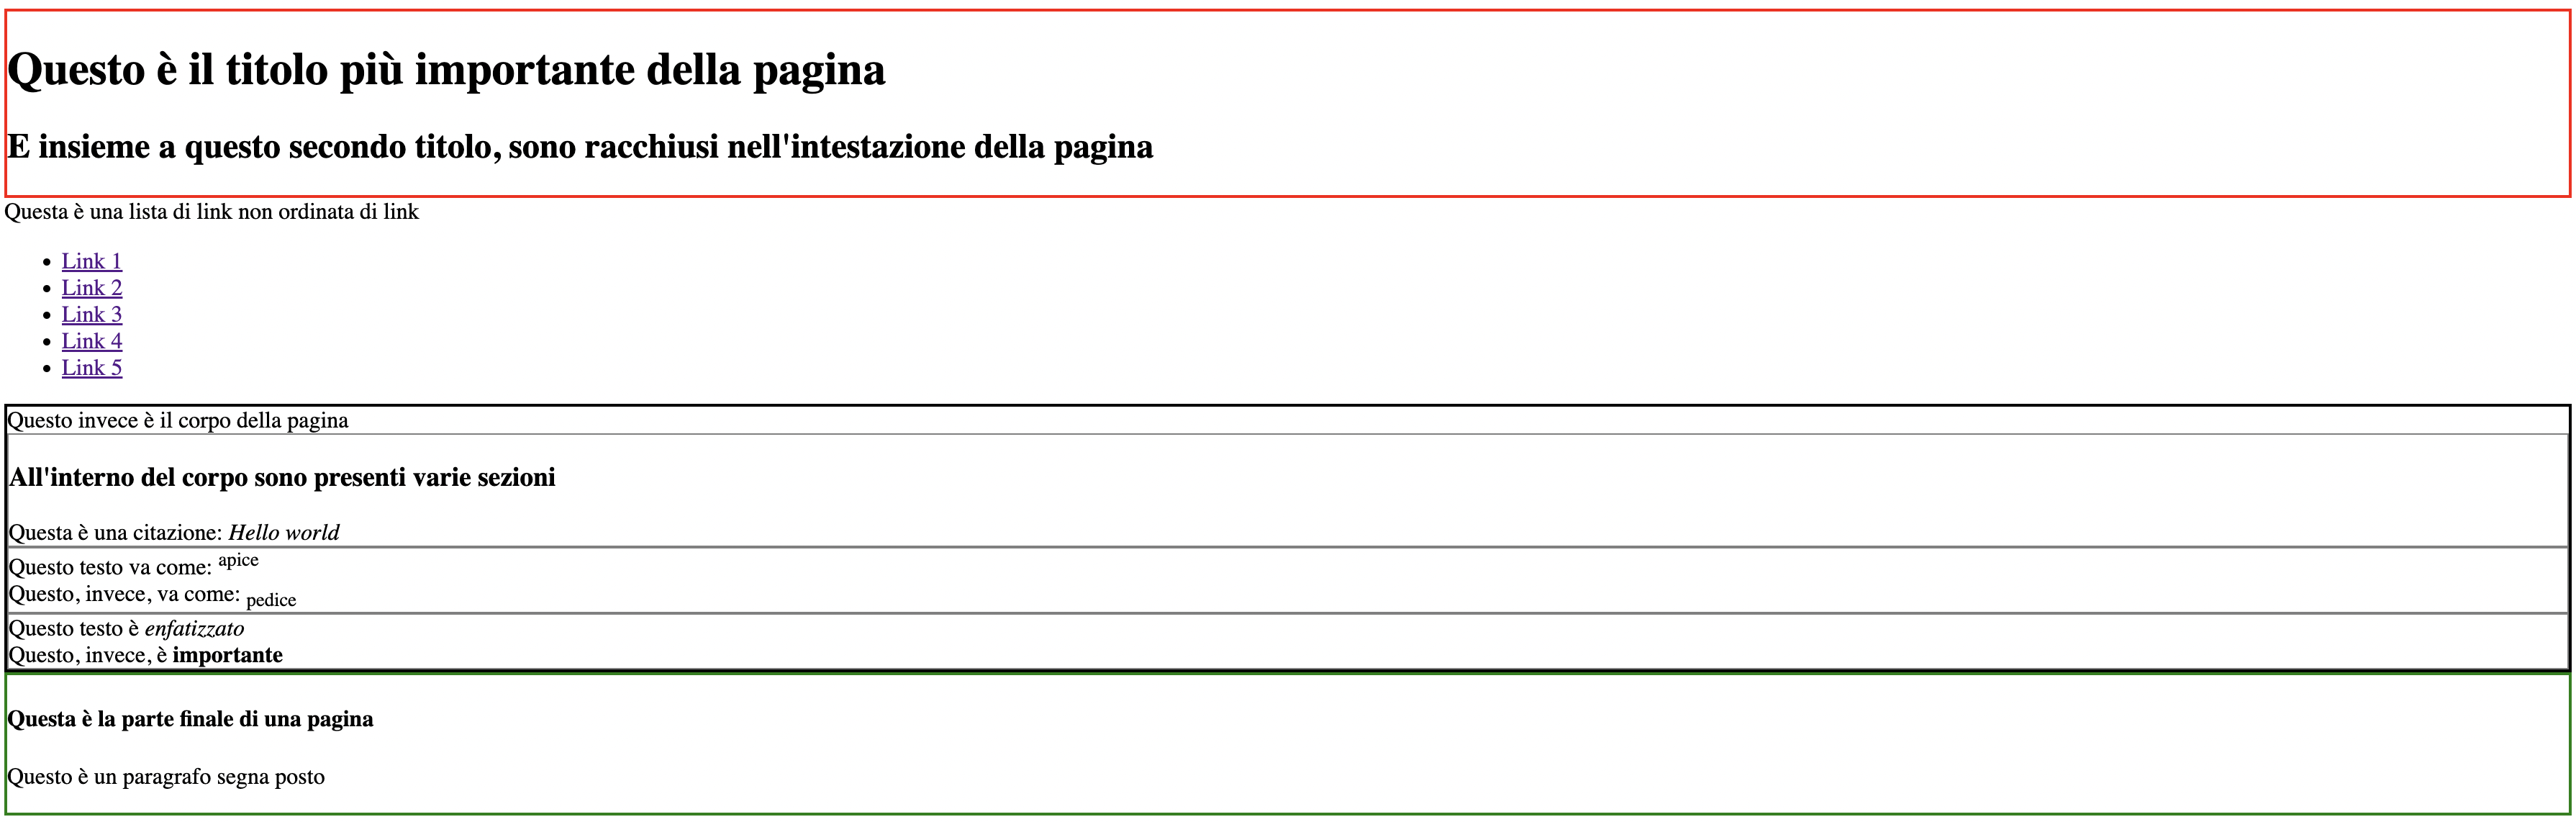 Questo è il titolo più importante della pagina
E insieme a questo secondo titolo, sono racchiusi nell'intestazione della pagina
Questa è una lista di link non ordinata di link
Link 1
Link 2
Link 3
Link 4
Link 5
Questo invece è il corpo della pagina
All'interno del corpo sono presenti varie sezioni
Questa è una citazione: Hello world
Questo testo va come: apice
Questo, invece, va come: pedice
Questo testo è enfatizzato
Questo, invece, è importante
Questa è la parte finale di una pagina
Questo è un paragrafo segna posto